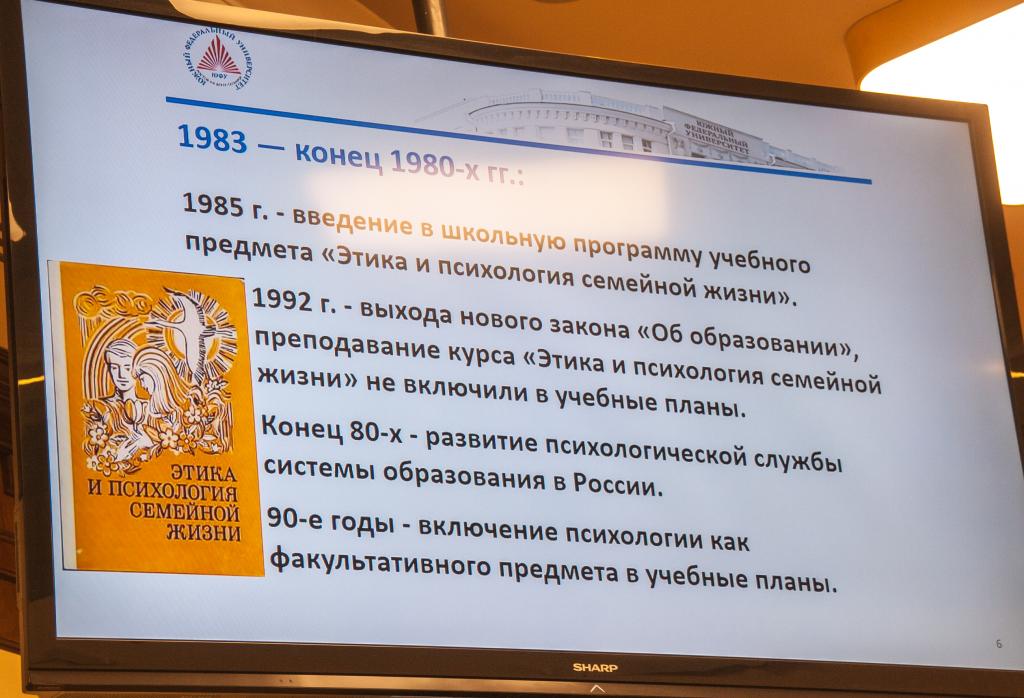 ЮЖНЫЙ ФЕДЕРАЛЬНЫЙ УНИВЕРСИТЕТ
ЮФУ
ЮЖНЫЙ
ФЕДЕРАЛЬНЫЙ
УНИВЕРСИТЕТ
1983 — конец 1980-х гг.:
1985 г. - введение в школьную программу учебного
предмета «Этика и психология семейной жизни».
1992 г. - выхода нового закона «Об образовании»,
преподавание курса «Этика и психология семейной
жизни» не включили в учебные планы.
Конец 80-х - развитие психологической службы
системы образования в России.
90-е годы - включение психологии как
факультативного предмета в учебные планы.
ЭТИКА
И ПСИХОЛОГИЯ
СЕМЕЙНОЙ
ЖИЗНИ
6
SHARP